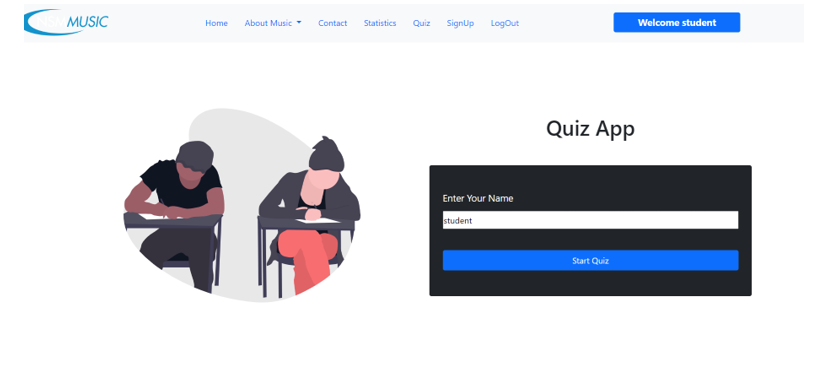 MUSIC
Home About Music Contact Statistics Quiz SignUp LogOut
Welcome student
Quiz App
Enter Your Name
student
Start Quiz